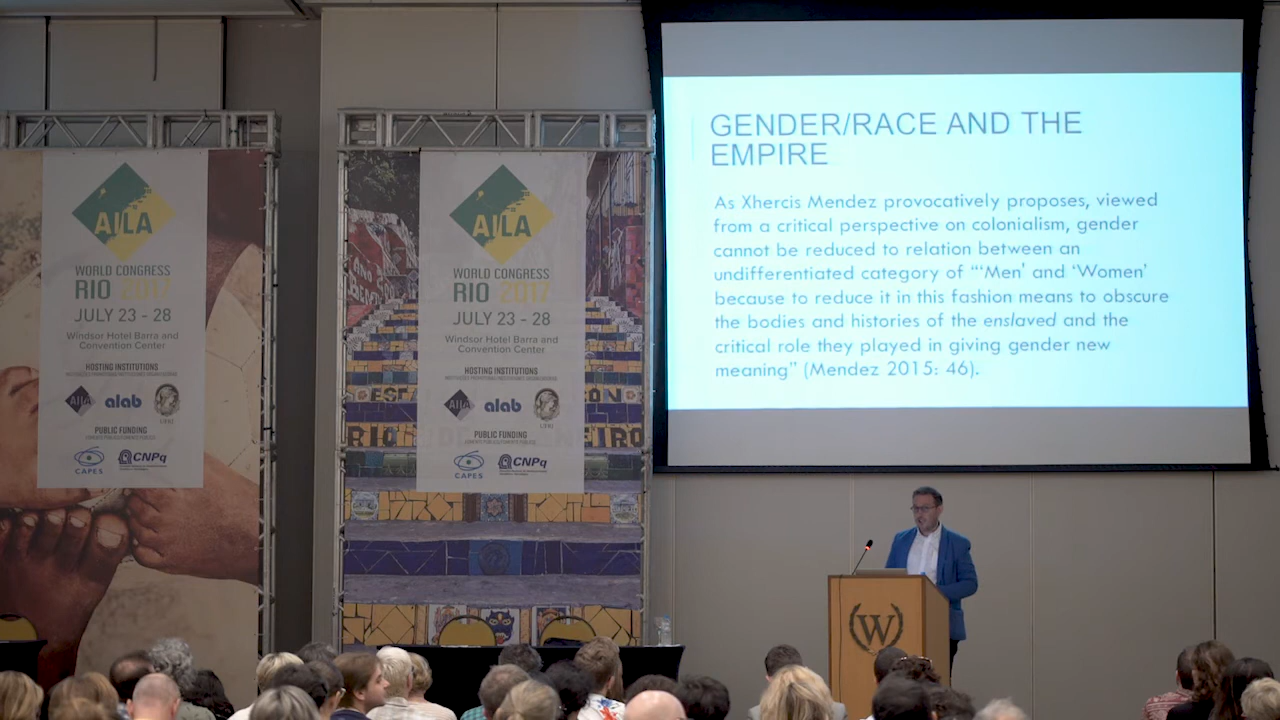 AILA
WORLD CONGRESS
RIO 2017
JULY 23 - 28
Windsor Hotel Barra and
Convention Center
HOSTING INSTITUTIONS
AILA
alab
PUBLIC FUNDING
CAPES
CNPq
AILA
WORLD CONGRESS
RIO 2017
JULY 23 - 28
Windsor Hotel Barra and
Convention Center
HOSTING INSTITUTIONS
AILA
alab
PUBLIC FUNDING
CAPES
CNPq
GENDER/RACE AND THE
EMPIRE
As Xhercis Mendez provocatively proposes, viewed
from a critical perspective on colonialism, gender
cannot be reduced to relation between an
undifferentiated category of “‘Men’ and ‘Women’
because to reduce it in this fashion means to obscure
the bodies and histories of the enslaved and the
critical role they played in giving gender new
meaning” (Mendez 2015: 46).
W